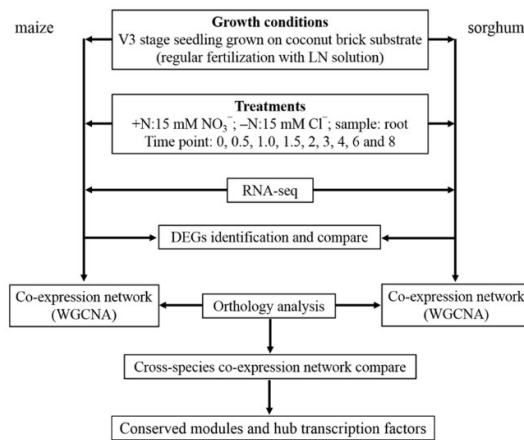 maize
sorghum
Growth conditions
V3 stage seedling grown on coconut brick substrate
(regular fertilization with LN solution)
Treatments
+N:15 mM NO₃⁻; –N:15 mM Cl⁻; sample: root
Time point: 0, 0.5, 1.0, 1.5, 2, 3, 4, 6 and 8
RNA-seq
DEGs identification and compare
Co-expression network
(WGCNA)
Orthology analysis
Co-expression network
(WGCNA)
Cross-species co-expression network compare
Conserved modules and hub transcription factors